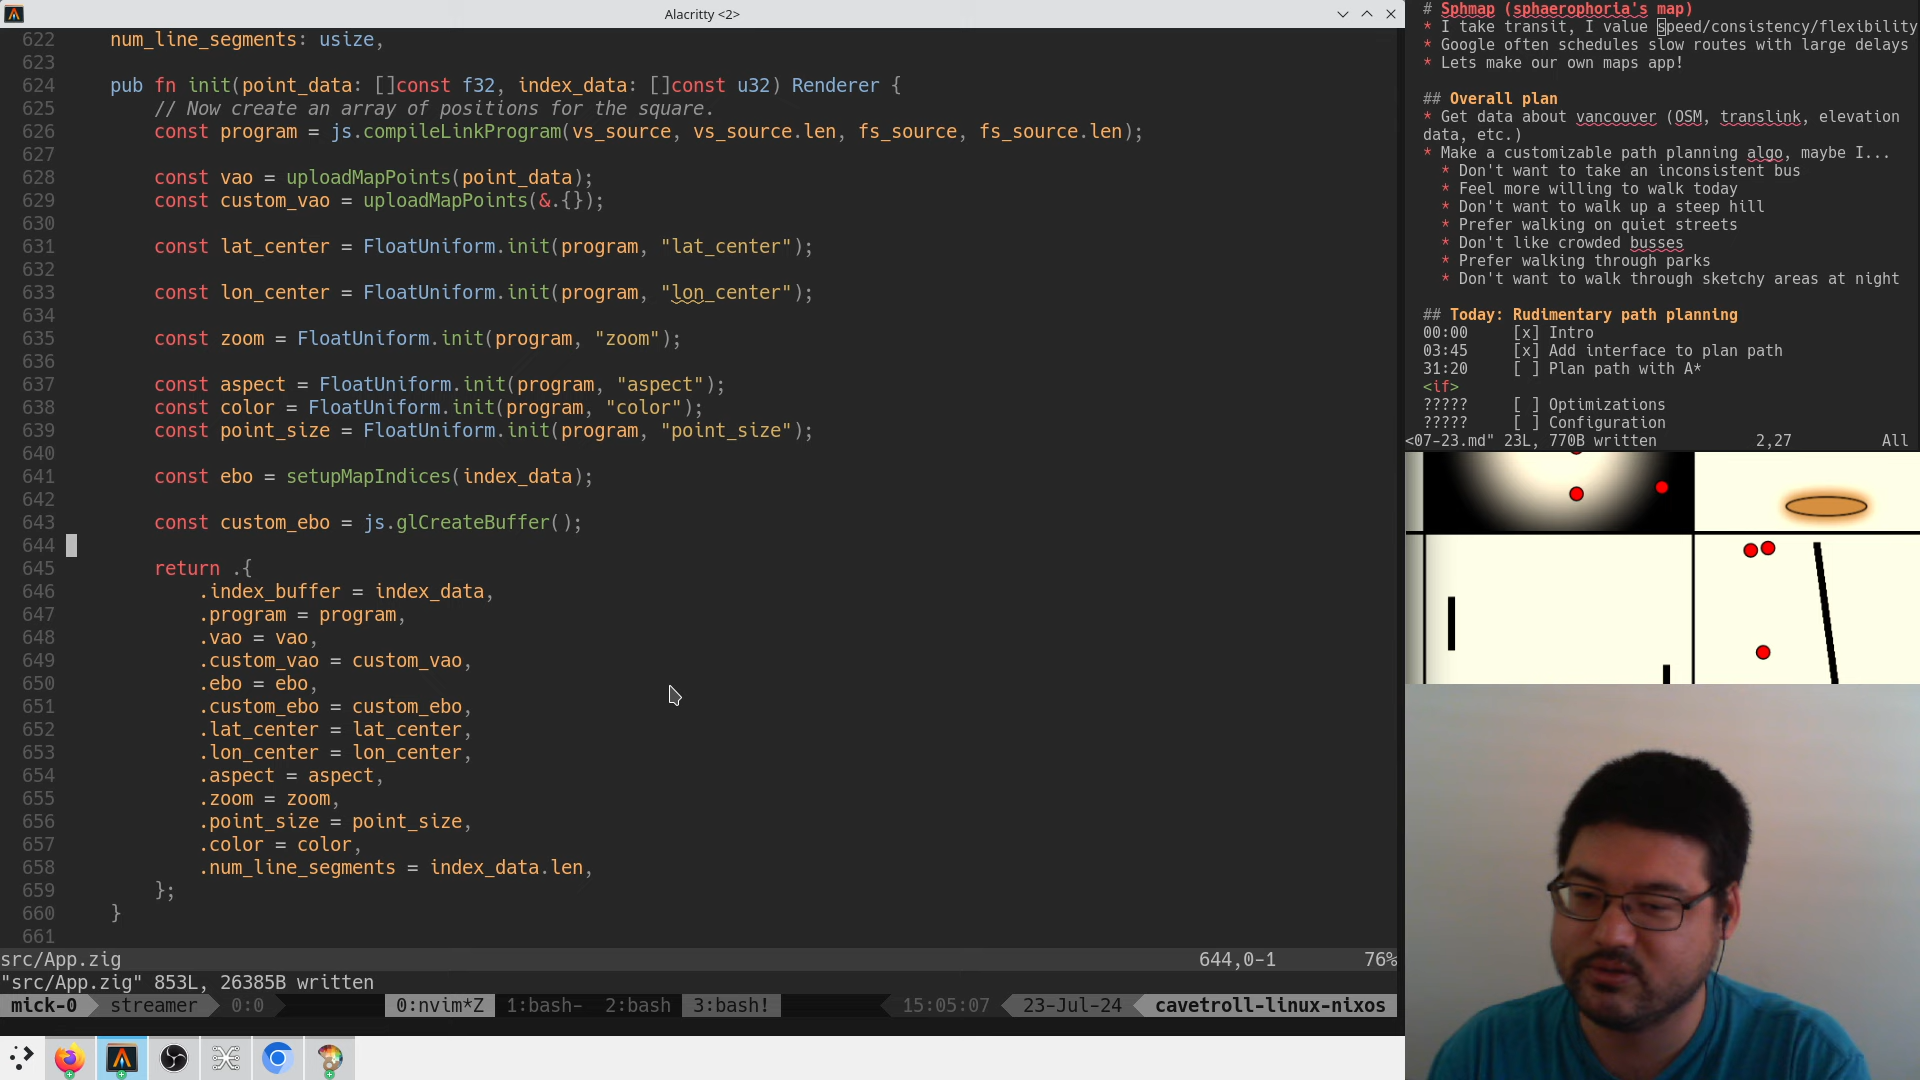 Alacritty <2>
622 num_line_segments: usize,
623
624 pub fn init(point_data: []const f32, index_data: []const u32) Renderer {
625 // Now create an array of positions for the square.
626 const program = js.compileLinkProgram(vs_source, vs_source.len, fs_source, fs_source.len);
627
628 const vao = uploadMapPoints(point_data);
629 const custom_vao = uploadMapPoints(&.{});
630
631 const lat_center = FloatUniform.init(program, "lat_center");
632
633 const lon_center = FloatUniform.init(program, "lon_center");
634
635 const zoom = FloatUniform.init(program, "zoom");
636
637 const aspect = FloatUniform.init(program, "aspect");
638 const color = FloatUniform.init(program, "color");
639 const point_size = FloatUniform.init(program, "point_size");
640
641 const ebo = setupMapIndices(index_data);
642
643 const custom_ebo = js.glCreateBuffer();
644
645 return .{
646 .index_buffer = index_data,
647 .program = program,
648 .vao = vao,
649 .custom_vao = custom_vao,
650 .ebo = ebo,
651 .custom_ebo = custom_ebo,
652 .lat_center = lat_center,
653 .lon_center = lon_center,
654 .aspect = aspect,
655 .zoom = zoom,
656 .point_size = point_size,
657 .color = color,
658 .num_line_segments = index_data.len,
659 };
660 }
661
src/App.zig 644,0-1 76%
"src/App.zig" 853L, 26385B written
mick-0 streamer 0:0 0:nvim*Z 1:bash- 2:bash 3:bash! 15:05:07 23-Jul-24 cavetroll-linux-nixos
# Sphmap (sphaerophoria's map)
* I take transit, I value speed/consistency/flexibility
* Google often schedules slow routes with large delays
* Lets make our own maps app!
## Overall plan
* Get data about vancouver (OSM, translink, elevation
data, etc.)
* Make a customizable path planning algo, maybe I...
* Don't want to take an inconsistent bus
* Feel more willing to walk today
* Don't want to walk up a steep hill
* Prefer walking on quiet streets
* Don't like crowded busses
* Prefer walking through parks
* Don't want to walk through sketchy areas at night
## Today: Rudimentary path planning
00:00 [x] Intro
03:45 [x] Add interface to plan path
31:20 [ ] Plan path with A*
<if>
????? [ ] Optimizations
????? [ ] Configuration
<07-23.md" 23L, 770B written 2,27 All